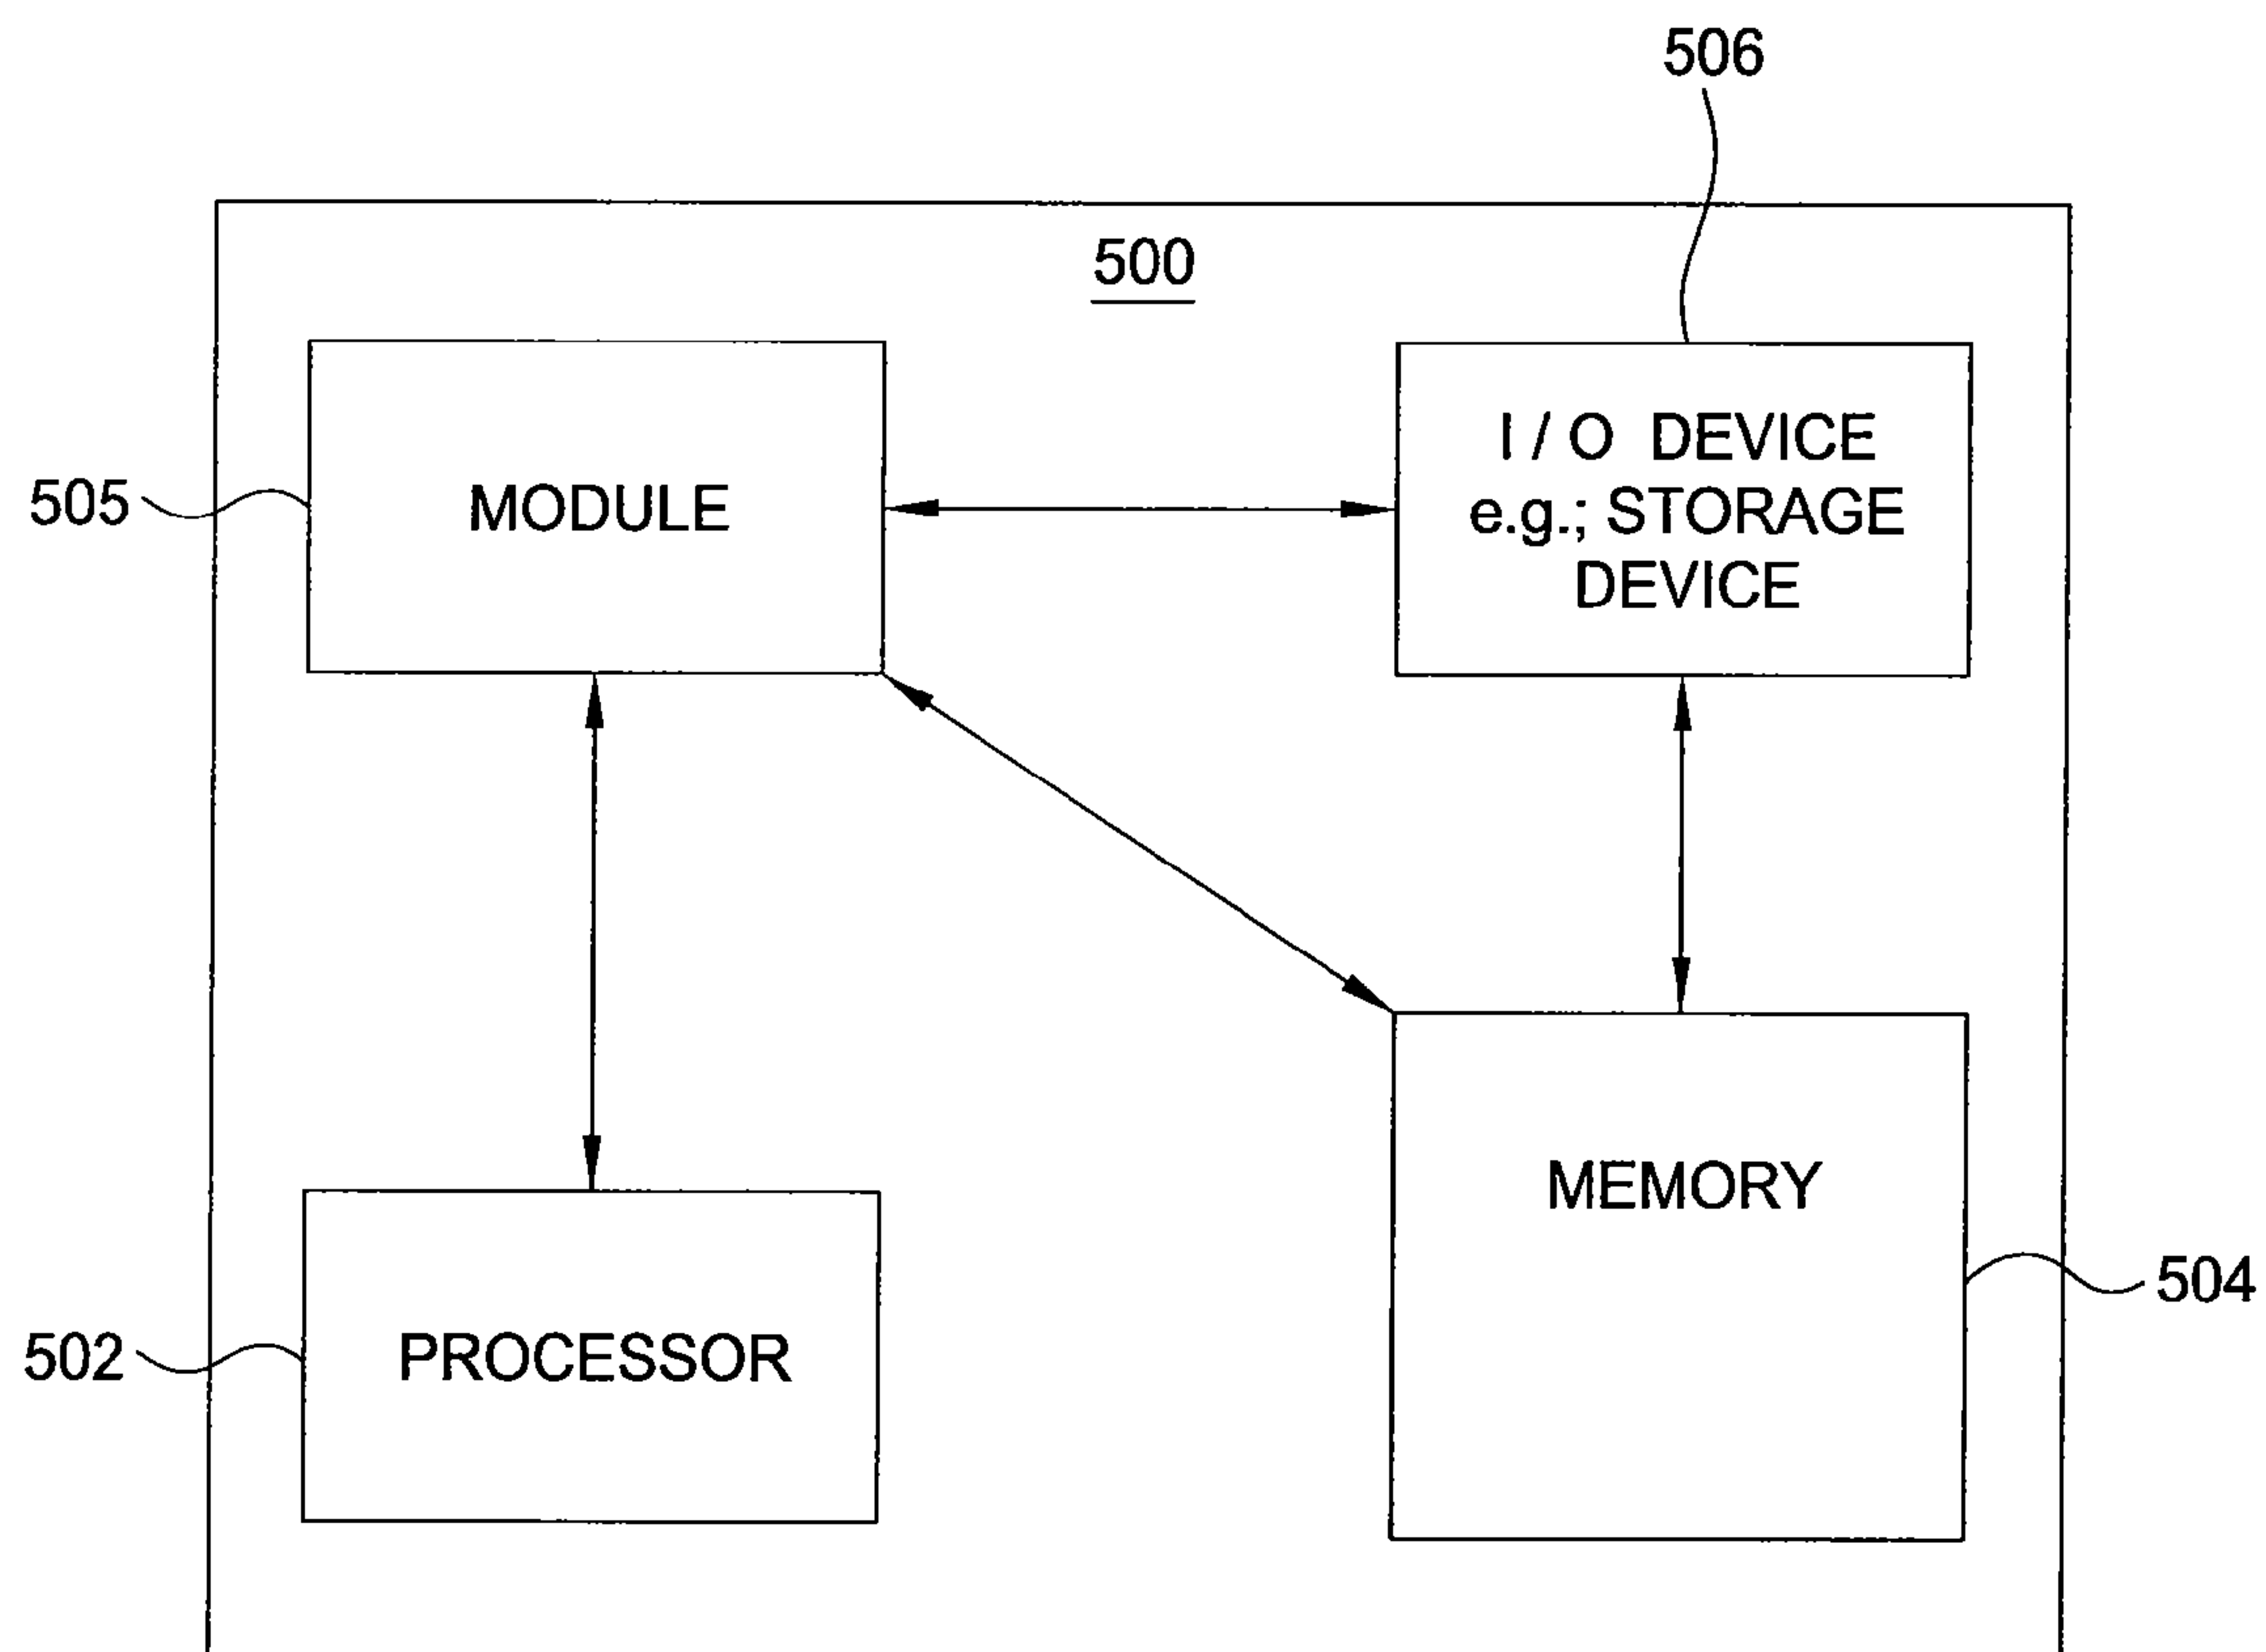 506
500
505
MODULE
I / O DEVICE
e.g.; STORAGE
DEVICE
MEMORY
504
502
PROCESSOR